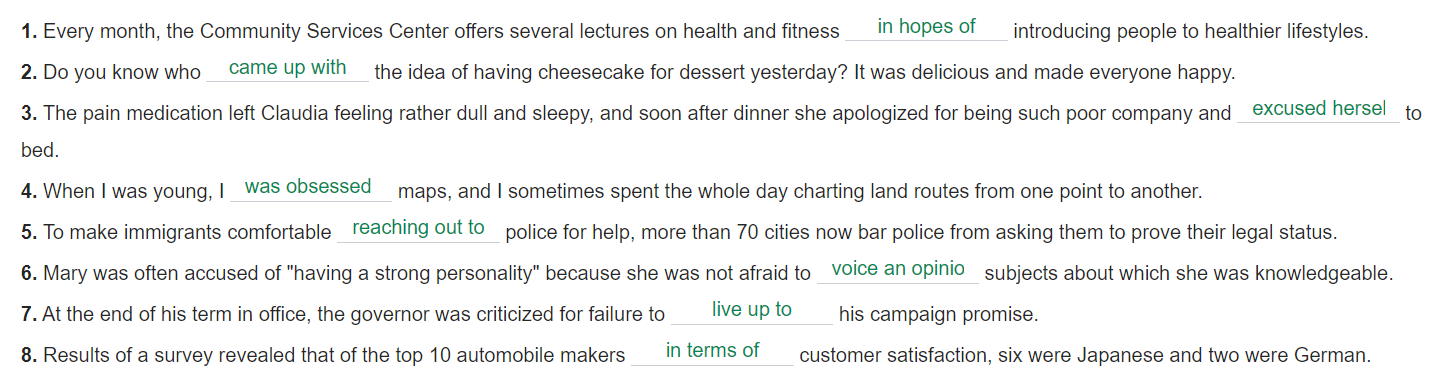 1. Every month, the Community Services Center offers several lectures on health and fitness in hopes of introducing people to healthier lifestyles.
2. Do you know who came up with the idea of having cheesecake for dessert yesterday? It was delicious and made everyone happy.
3. The pain medication left Claudia feeling rather dull and sleepy, and soon after dinner she apologized for being such poor company and excused hersel to
bed.
4. When I was young, I was obsessed maps, and I sometimes spent the whole day charting land routes from one point to another.
5. To make immigrants comfortable reaching out to police for help, more than 70 cities now bar police from asking them to prove their legal status.
6. Mary was often accused of "having a strong personality" because she was not afraid to voice an opinio subjects about which she was knowledgeable.
7. At the end of his term in office, the governor was criticized for failure to live up to his campaign promise.
8. Results of a survey revealed that of the top 10 automobile makers in terms of customer satisfaction, six were Japanese and two were German.